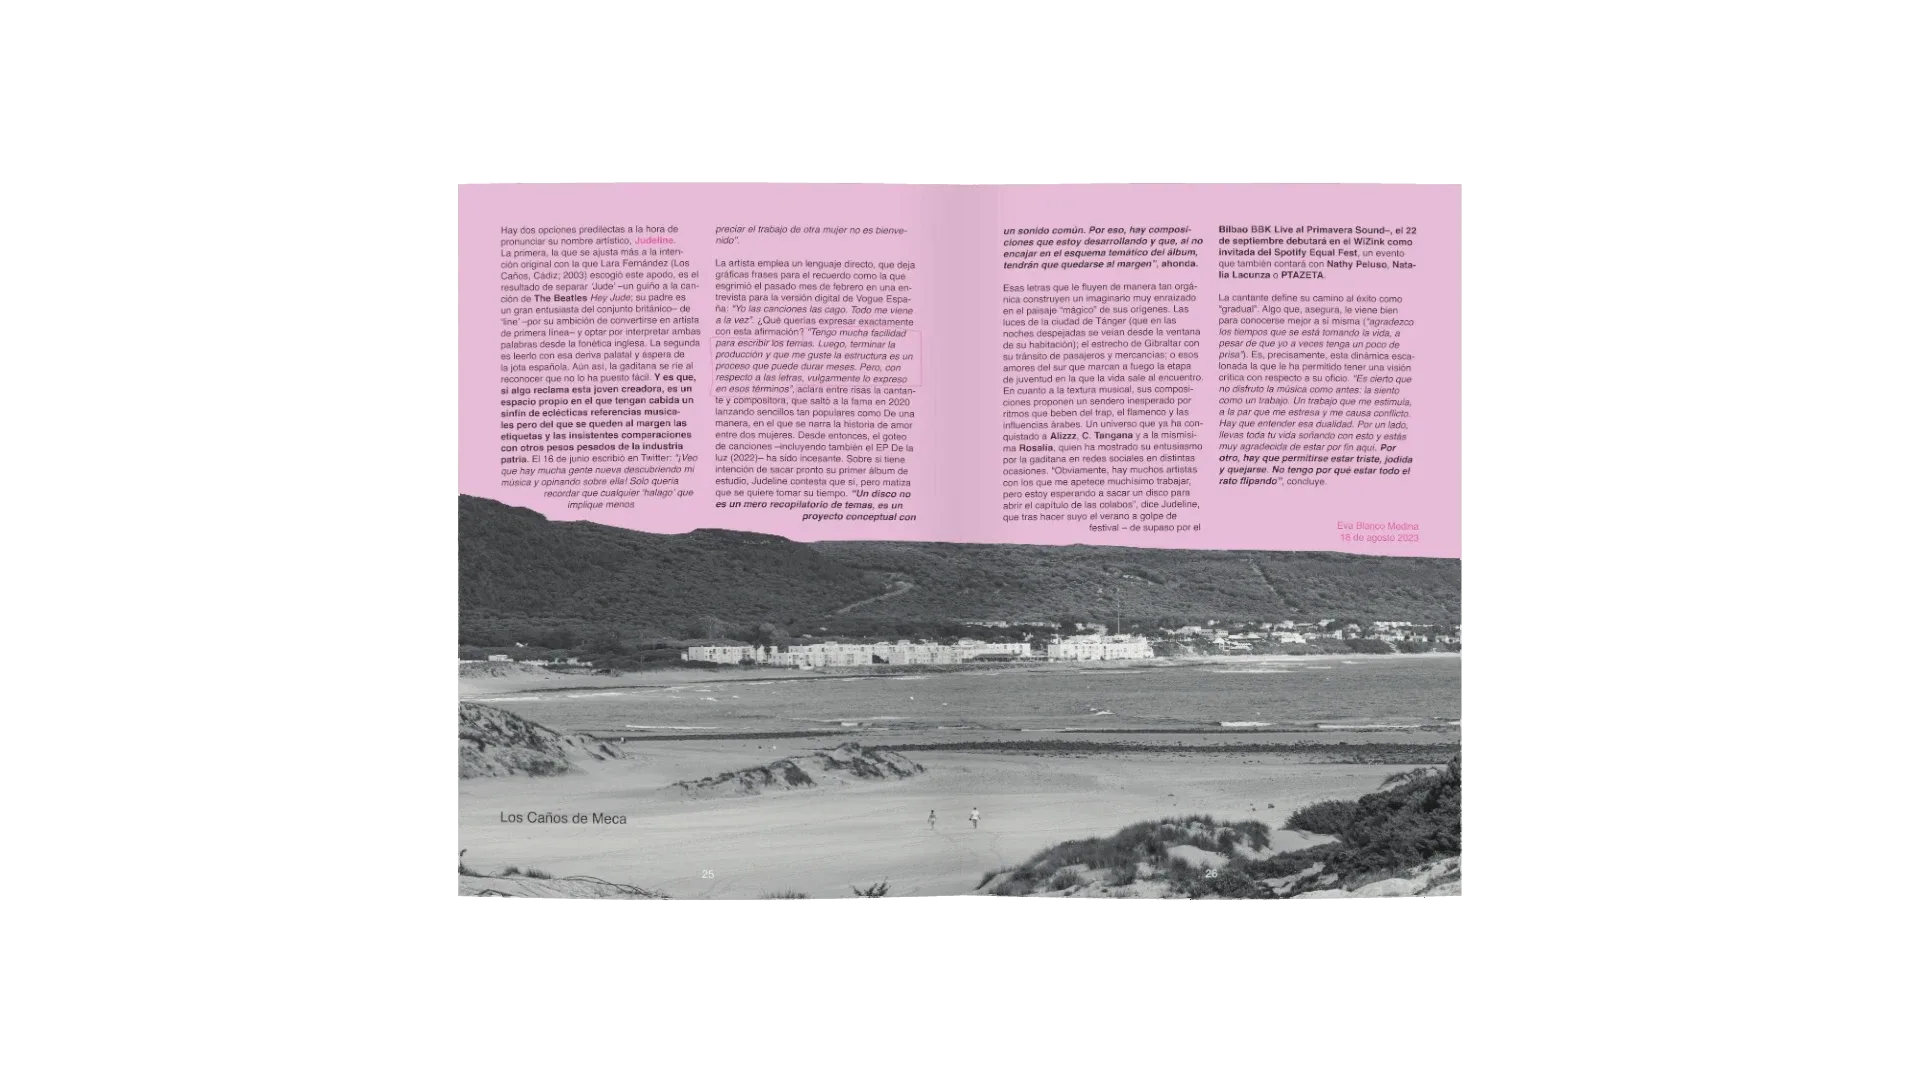 Hay dos opciones predilectas a la hora de
pronunciar su nombre artístico, Judeline.
La primera, la que se ajusta más a la inten-
ción original con la que Lara Fernández (Los
Caños, Cádiz; 2003) escogió este apodo, es el
resultado de separar 'Jude' –un guiño a la can-
ción de The Beatles Hey Jude; su padre es
un gran entusiasta del conjunto británico– de
'line' –por su ambición de convertirse en artista
de primera línea– y optar por interpretar ambas
palabras desde la fonética inglesa. La segunda
es leerlo con esa deriva palatal y áspera de
la jota española. Aún así, la gaditana se ríe al
reconocer que no lo ha puesto fácil. Y es que,
si algo reclama esta joven creadora, es un
espacio propio en el que tengan cabida un
sinfín de eclécticas referencias musica-
les pero del que se queden al margen las
etiquetas y las insistentes comparaciones
con otros pesos pesados de la industria
patria. El 16 de junio escribió en Twitter: "¡Veo
que hay mucha gente nueva descubriendo mi
música y opinando sobre ella! Solo quería
recordar que cualquier 'halago' que
implique menos
preciar el trabajo de otra mujer no es bienve-
nido".
La artista emplea un lenguaje directo, que deja
gráficas frases para el recuerdo como la que
esgrimió el pasado mes de febrero en una en-
trevista para la versión digital de Vogue Espa-
ña: "Yo las canciones las cago. Todo me viene
a la vez". ¿Qué querías expresar exactamente
con esta afirmación? "Tengo mucha facilidad
para escribir los temas. Luego, terminar la
producción y que me guste la estructura es un
proceso que puede durar meses. Pero, con
respecto a las letras, vulgarmente lo expreso
en esos términos", aclara entre risas la cantan-
te y compositora, que saltó a la fama en 2020
lanzando sencillos tan populares como De una
manera, en el que se narra la historia de amor
entre dos mujeres. Desde entonces, el goteo
de canciones –incluyendo también el EP De la
luz (2022)– ha sido incesante. Sobre si tiene
intención de sacar pronto su primer álbum de
estudio, Judeline contesta que sí, pero matiza
que se quiere tomar su tiempo. "Un disco no
es un mero recopilatorio de temas, es un
proyecto conceptual con
un sonido común. Por eso, hay composi-
ciones que estoy desarrollando y que, al no
encajar en el esquema temático del álbum,
tendrán que quedarse al margen", ahonda.
Esas letras que le fluyen de manera tan orgá-
nica construyen un imaginario muy enraizado
en el paisaje "mágico" de sus orígenes. Las
luces de la ciudad de Tánger (que en las
noches despejadas se veían desde la ventana
de su habitación); el estrecho de Gibraltar con
su tránsito de pasajeros y mercancías; o esos
amores del sur que marcan a fuego la etapa
de juventud en la que la vida sale al encuentro.
En cuanto a la textura musical, sus composi-
ciones proponen un sendero inesperado por
ritmos que beben del trap, el flamenco y las
influencias árabes. Un universo que ya ha con-
quistado a Alizzz, C. Tangana y a la mismísi-
ma Rosalía, quien ha mostrado su entusiasmo
por la gaditana en redes sociales en distintas
ocasiones. "Obviamente, hay muchos artistas
con los que me apetece muchísimo trabajar,
pero estoy esperando a sacar un disco para
abrir el capítulo de las colabos", dice Judeline,
que tras hacer suyo el verano a golpe de
festival – de supaso por el
Bilbao BBK Live al Primavera Sound–, el 22
de septiembre debutará en el WiZink como
invitada del Spotify Equal Fest, un evento
que también contará con Nathy Peluso, Nata-
lia Lacunza o PTAZETA.
La cantante define su camino al éxito como
"gradual". Algo que, asegura, le viene bien
para conocerse mejor a sí misma ("agradezco
los tiempos que se está tomando la vida, a
pesar de que yo a veces tenga un poco de
prisa"). Es, precisamente, esta dinámica esca-
lonada la que le ha permitido tener una visión
crítica con respecto a su oficio. "Es cierto que
no disfruto la música como antes: la siento
como un trabajo. Un trabajo que me estimula,
a la par que me estresa y me causa conflicto.
Hay que entender esa dualidad. Por un lado,
llevas toda tu vida soñando con esto y estás
muy agradecida de estar por fin aquí. Por
otro, hay que permitirse estar triste, jodida
y quejarse. No tengo por qué estar todo el
rato flipando", concluye.
Eva Blanco Medina
18 de agosto 2023
Los Caños de Meca
25
26